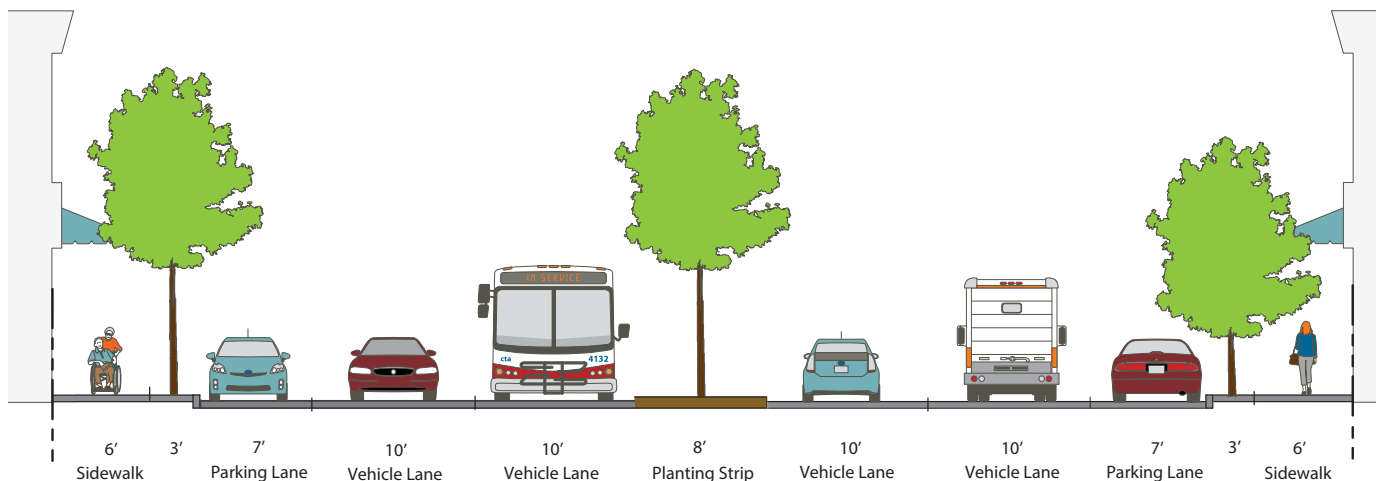 IN SERVICE
cta 4132
6’ 3’ 7’ 10’ 10’ 8’ 10’ 10’ 7’ 3’ 6’
Sidewalk Parking Lane Vehicle Lane Vehicle Lane Planting Strip Vehicle Lane Vehicle Lane Parking Lane Sidewalk